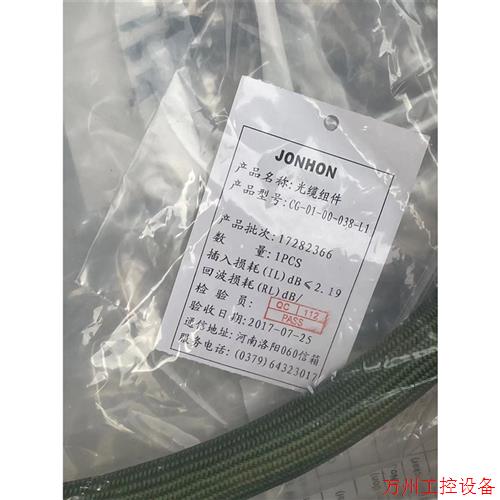 JONHON
产品名称:光缆组件
产品型号:CG-01-00-038-L1
产品批次:17282366
数 量:1PCS
插入损耗(IL)dB≤2.19
回波损耗(RL)dB/
检 验 员:
QC 112
PASS
验收日期:2017-07-25
通信地址:河南洛阳060信箱
服务电话:(0379)64323017
万州工控设备